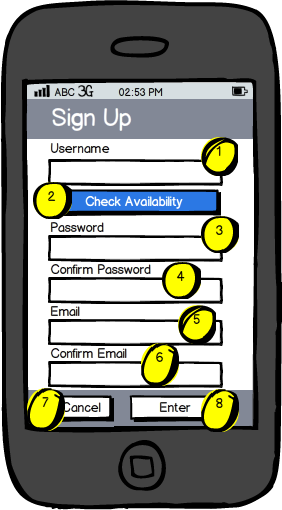 ABC 3G 02:53 PM
Sign Up
Username
1
2
Check Availability
Password
3
Confirm Password
4
Email
5
Confirm Email
6
7
Cancel
Enter
8